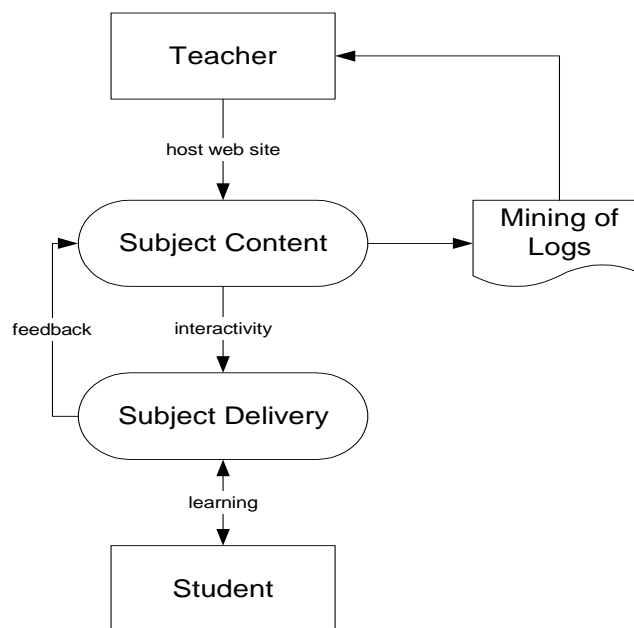 Teacher
host web site
Subject Content
Mining of
Logs
feedback
interactivity
Subject Delivery
learning
Student